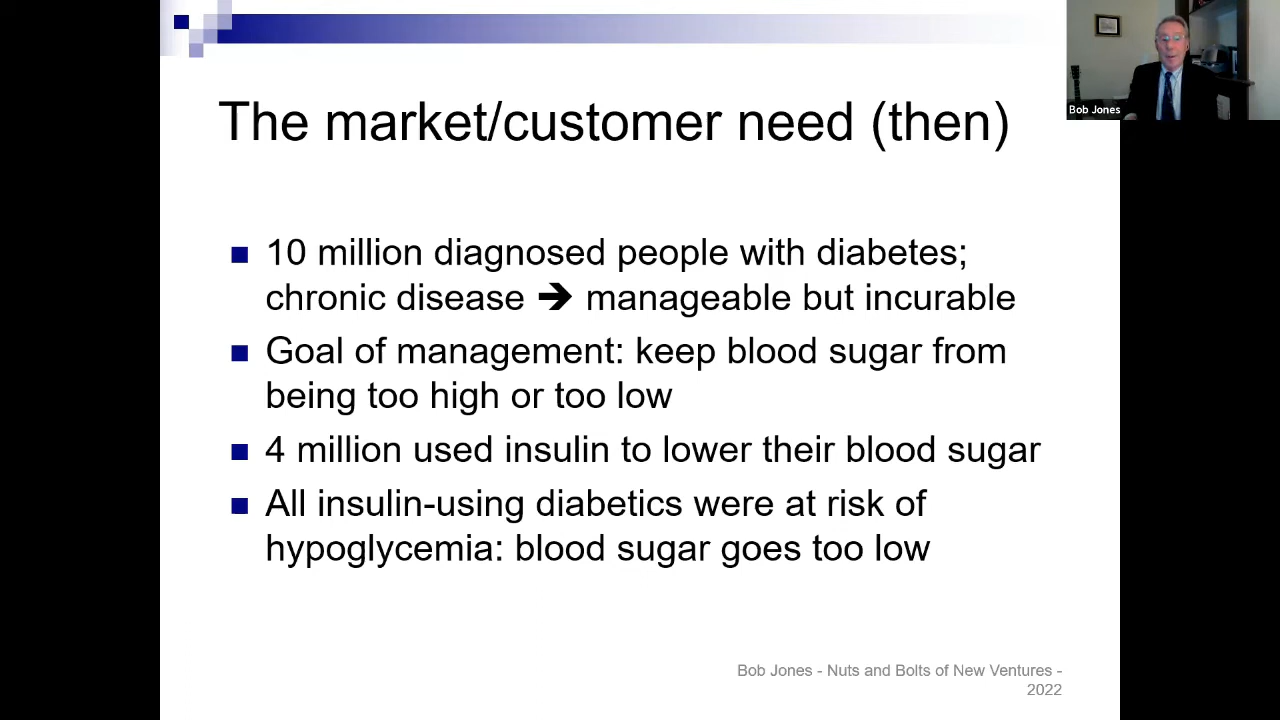 The market/customer need (then)
Bob Jones
10 million diagnosed people with diabetes;
chronic disease ➔ manageable but incurable
Goal of management: keep blood sugar from
being too high or too low
4 million used insulin to lower their blood sugar
All insulin-using diabetics were at risk of
hypoglycemia: blood sugar goes too low
Bob Jones - Nuts and Bolts of New Ventures -
2022